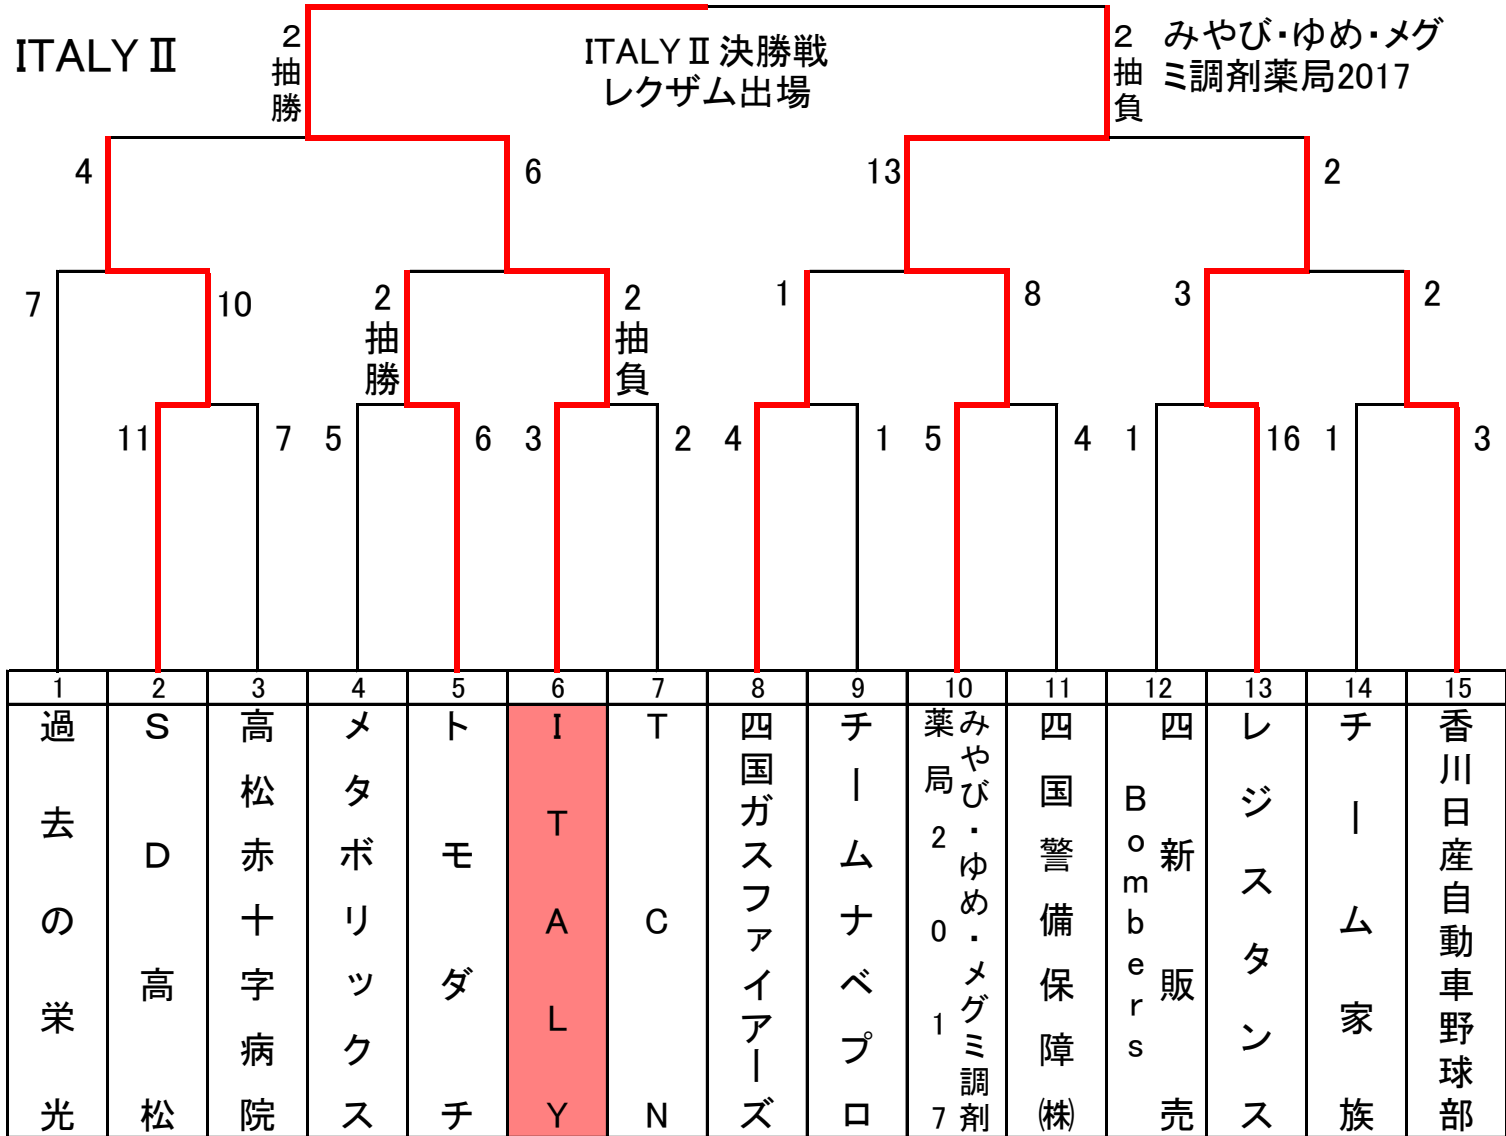 ITALYⅡ
2抽勝
ITALYⅡ決勝戦
レクザム出場
2抽負
みやび・ゆめ・メグ
ミ調剤薬局2017
4
6
13
2
7
10
2抽勝
2抽負
1
8
3
2
11
7
5
6
3
2
4
1
5
4
1
16
1
3
1
2
3
4
5
6
7
8
9
10
11
12
13
14
15
過去の栄光
SD高松
高松赤十字病院
メタボリックス
トモダチ
ITALY
TCN
四国ガスファイアーズ
チームナベプロ
みやび・ゆめ・メグミ調剤
薬局2017
四国警備保障㈱
四新販売
Bombers
レジスタンス
チーム家族
香川日産自動車野球部